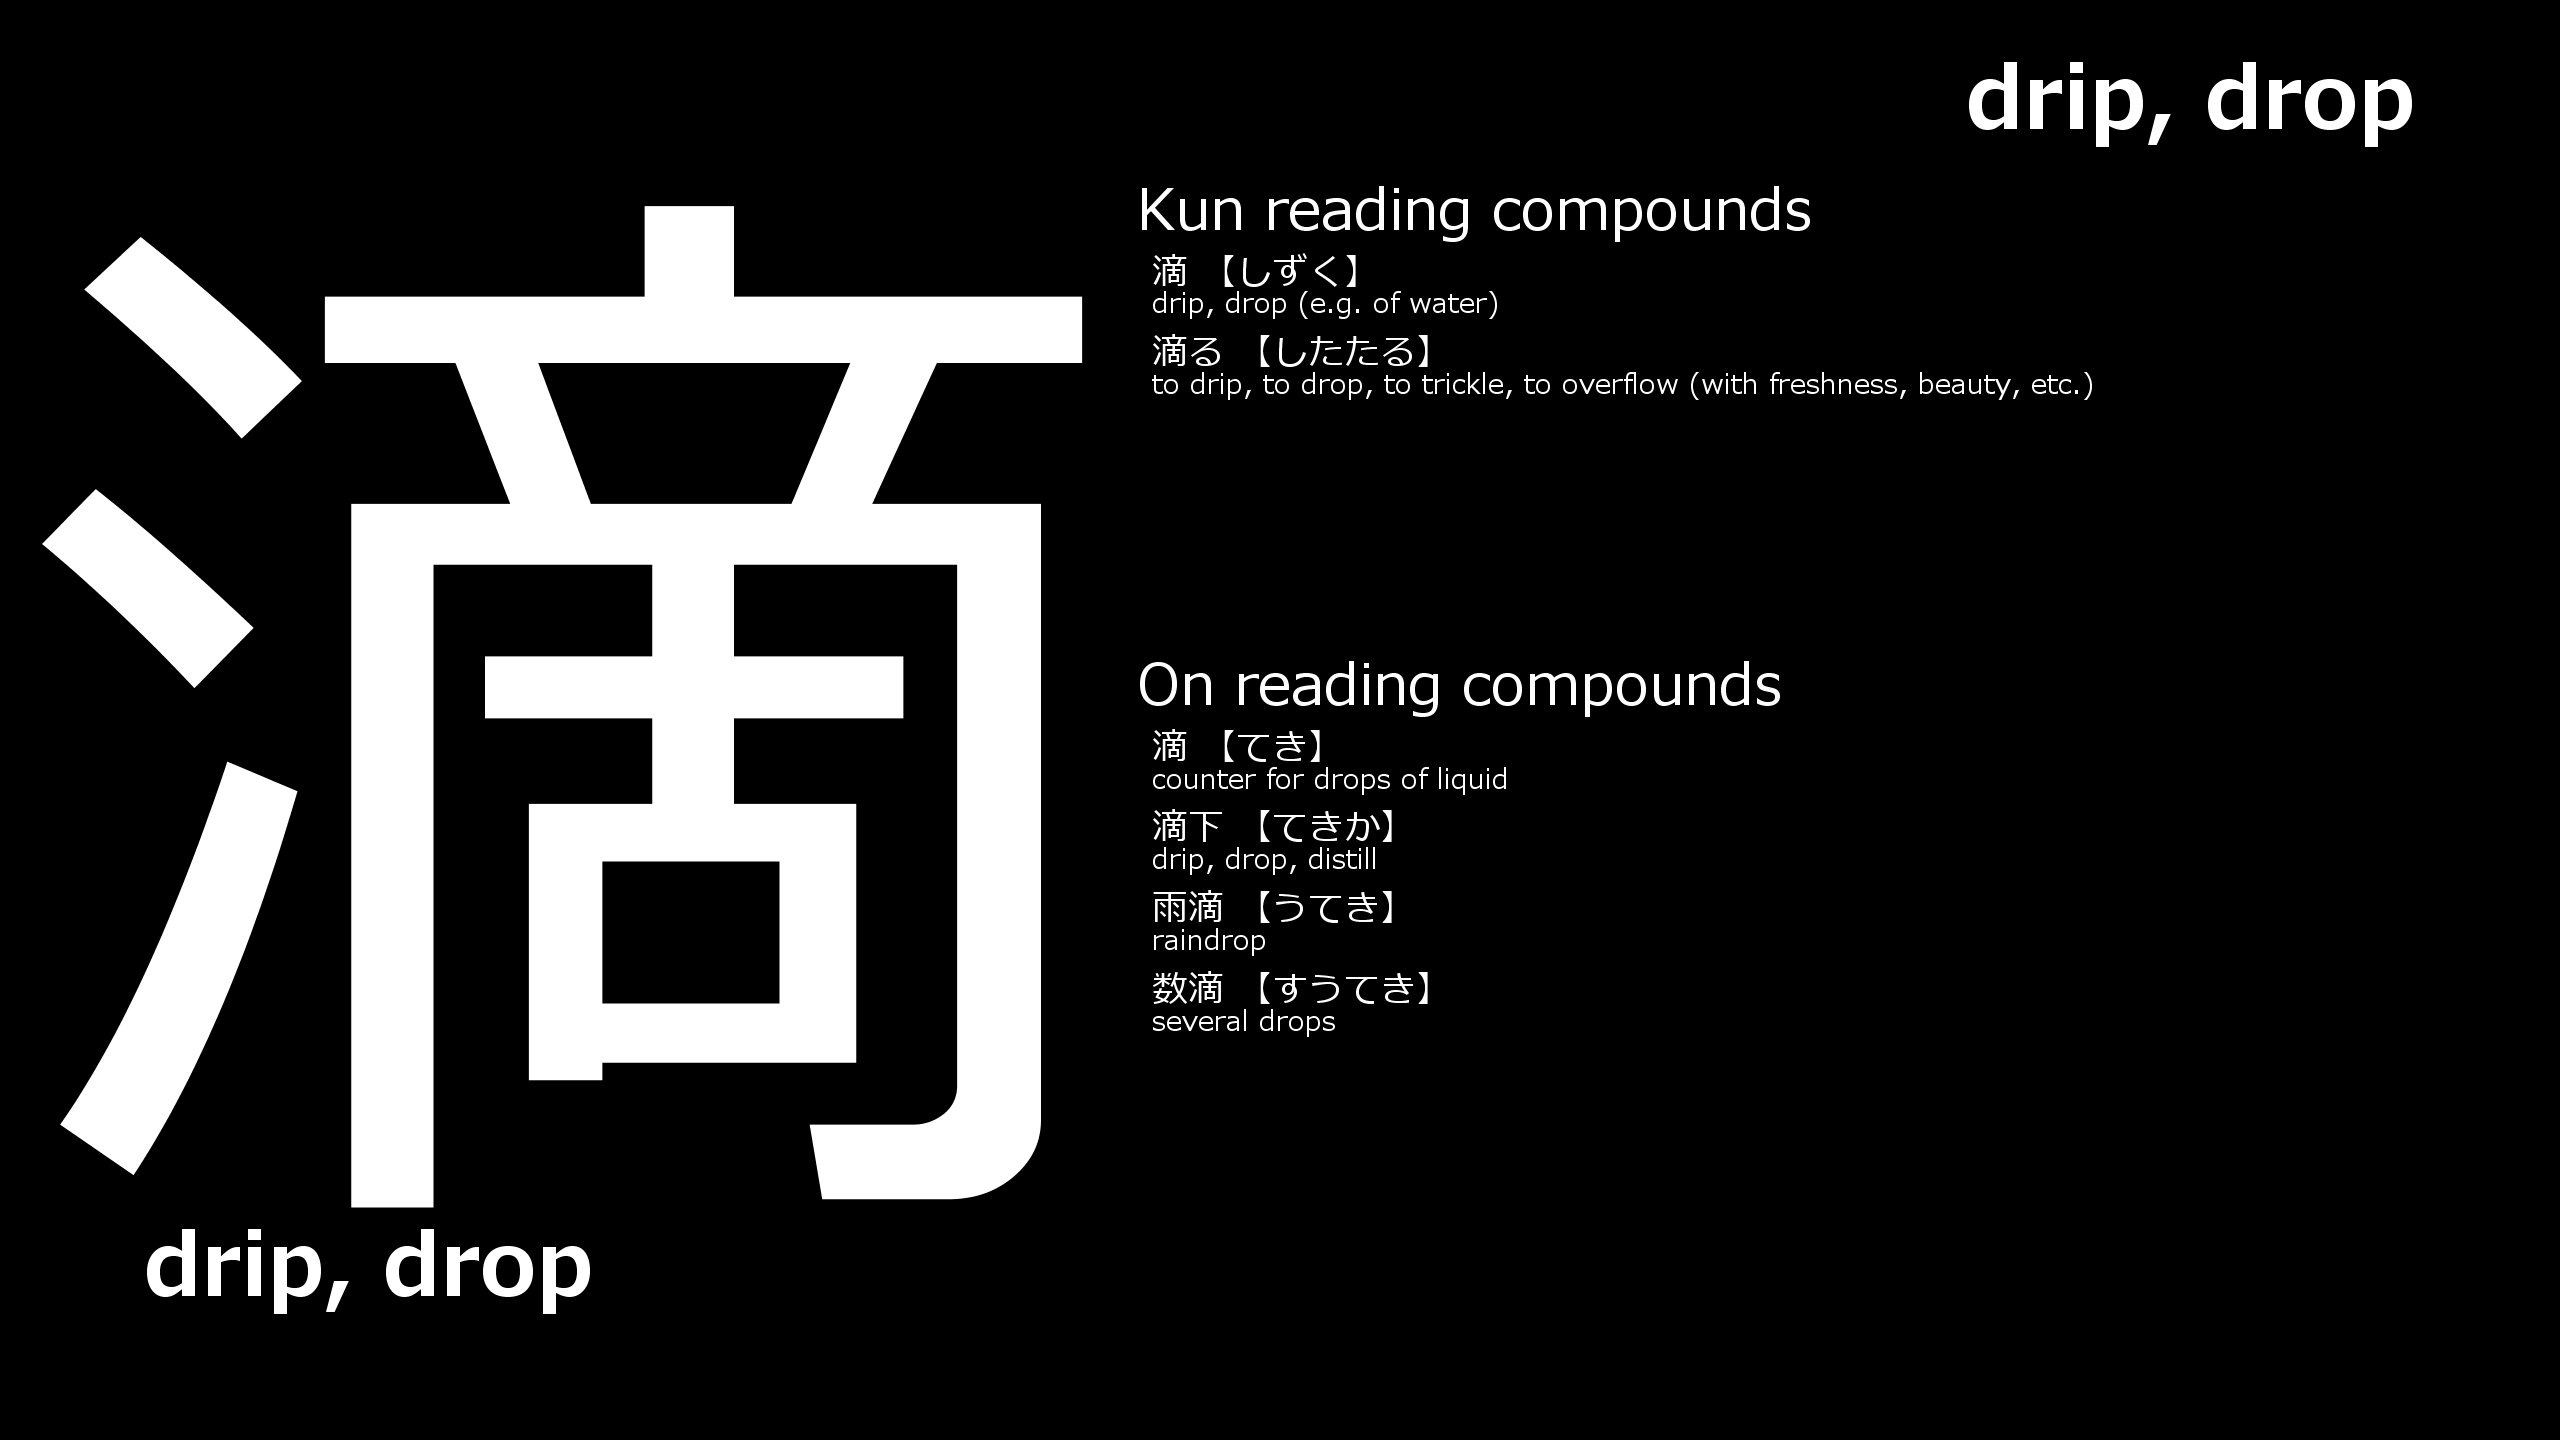 drip, drop
滴
drip, drop
Kun reading compounds
滴 【しずく】
drip, drop (e.g. of water)
滴る 【したたる】
to drip, to drop, to trickle, to overflow (with freshness, beauty, etc.)
On reading compounds
滴 【てき】
counter for drops of liquid
滴下 【てきか】
drip, drop, distill
雨滴 【うてき】
raindrop
数滴 【すうてき】
several drops